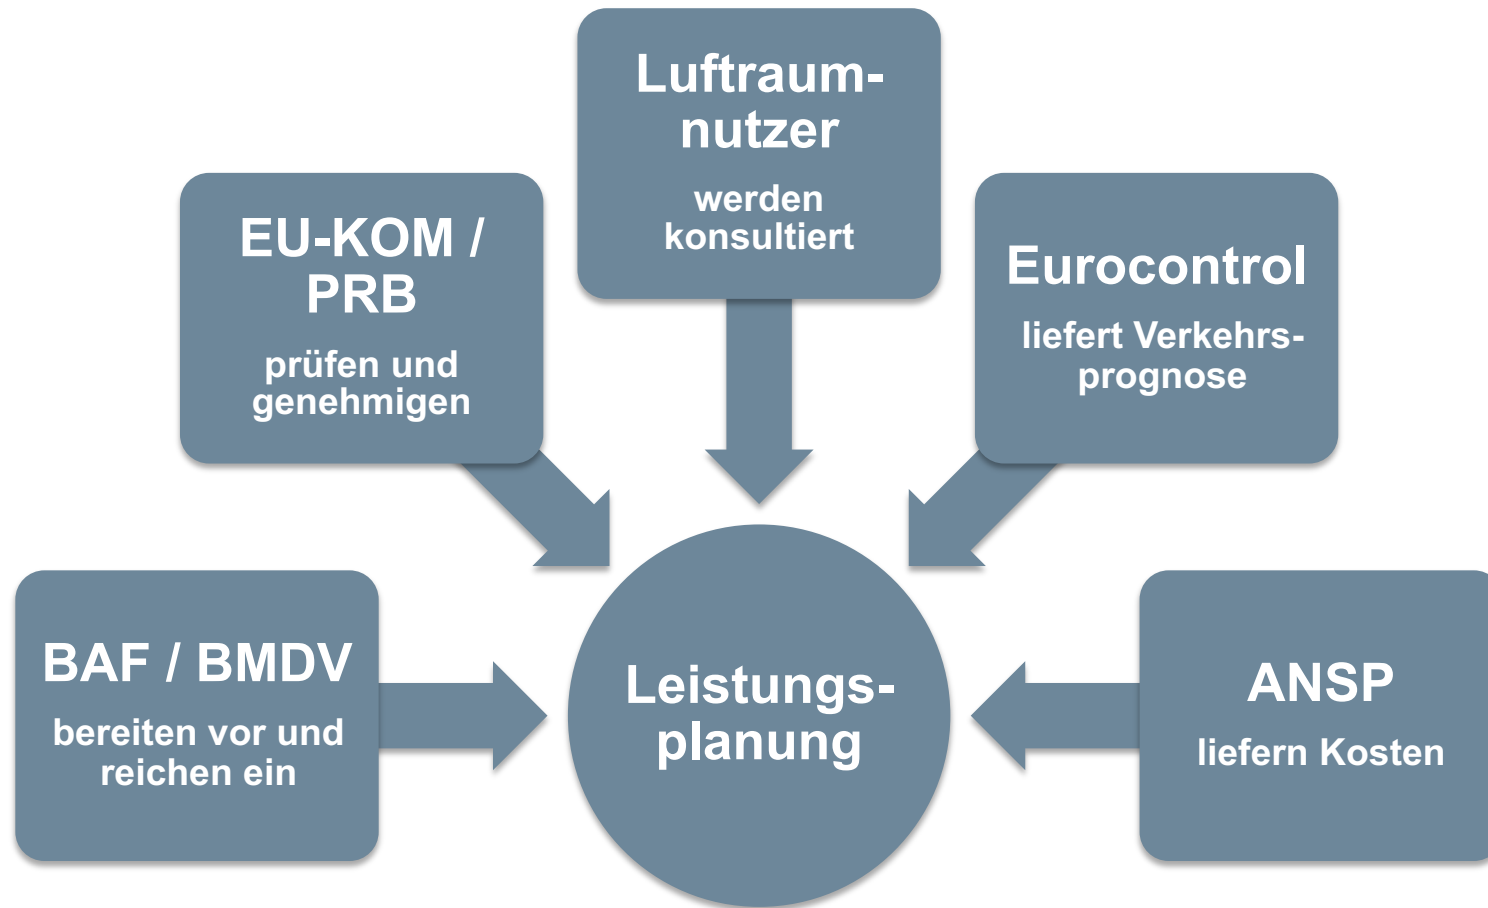 Luftraum-
nutzer
werden
konsultiert
EU-KOM /
PRB
prüfen und
genehmigen
Eurocontrol
liefert Verkehrs-
prognose
BAF / BMDV
bereiten vor und
reichen ein
Leistungs-
planung
ANSP
liefern Kosten